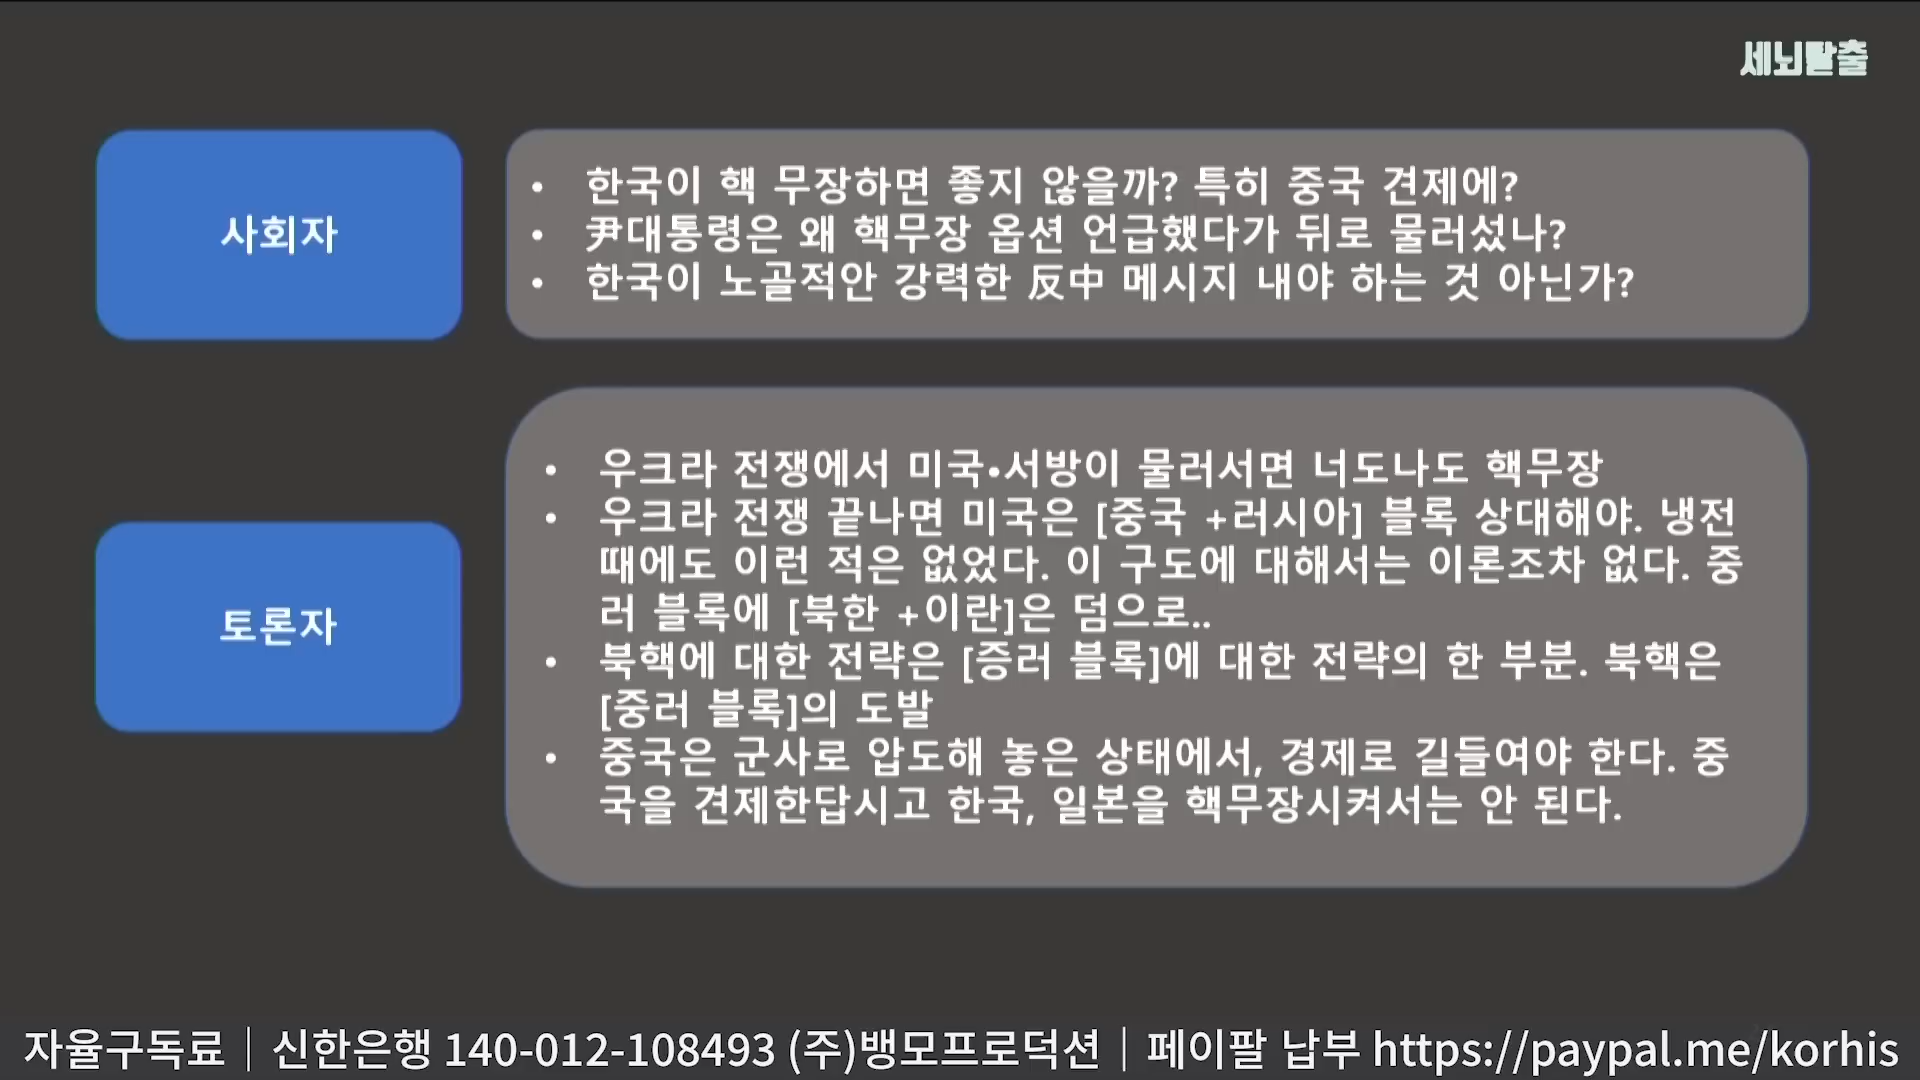 세뇌탈출
사회자
• 한국이 핵 무장하면 좋지 않을까? 특히 중국 견제에?
• 尹대통령은 왜 핵무장 옵션 언급했다가 뒤로 물러섰나?
• 한국이 노골적안 강력한 反中 메시지 내야 하는 것 아닌가?
토론자
• 우크라 전쟁에서 미국•서방이 물러서면 너도나도 핵무장
• 우크라 전쟁 끝나면 미국은 [중국 +러시아] 블록 상대해야. 냉전
때에도 이런 적은 없었다. 이 구도에 대해서는 이론조차 없다. 중
러 블록에 [북한 +이란]은 덤으로..
• 북핵에 대한 전략은 [증러 블록]에 대한 전략의 한 부분. 북핵은
[중러 블록]의 도발
• 중국은 군사로 압도해 놓은 상태에서, 경제로 길들여야 한다. 중
국을 견제한답시고 한국, 일본을 핵무장시켜서는 안 된다.
자율구독료｜신한은행 140-012-108493 (주)뱅모프로덕션｜페이팔 납부 https://paypal.me/korhis